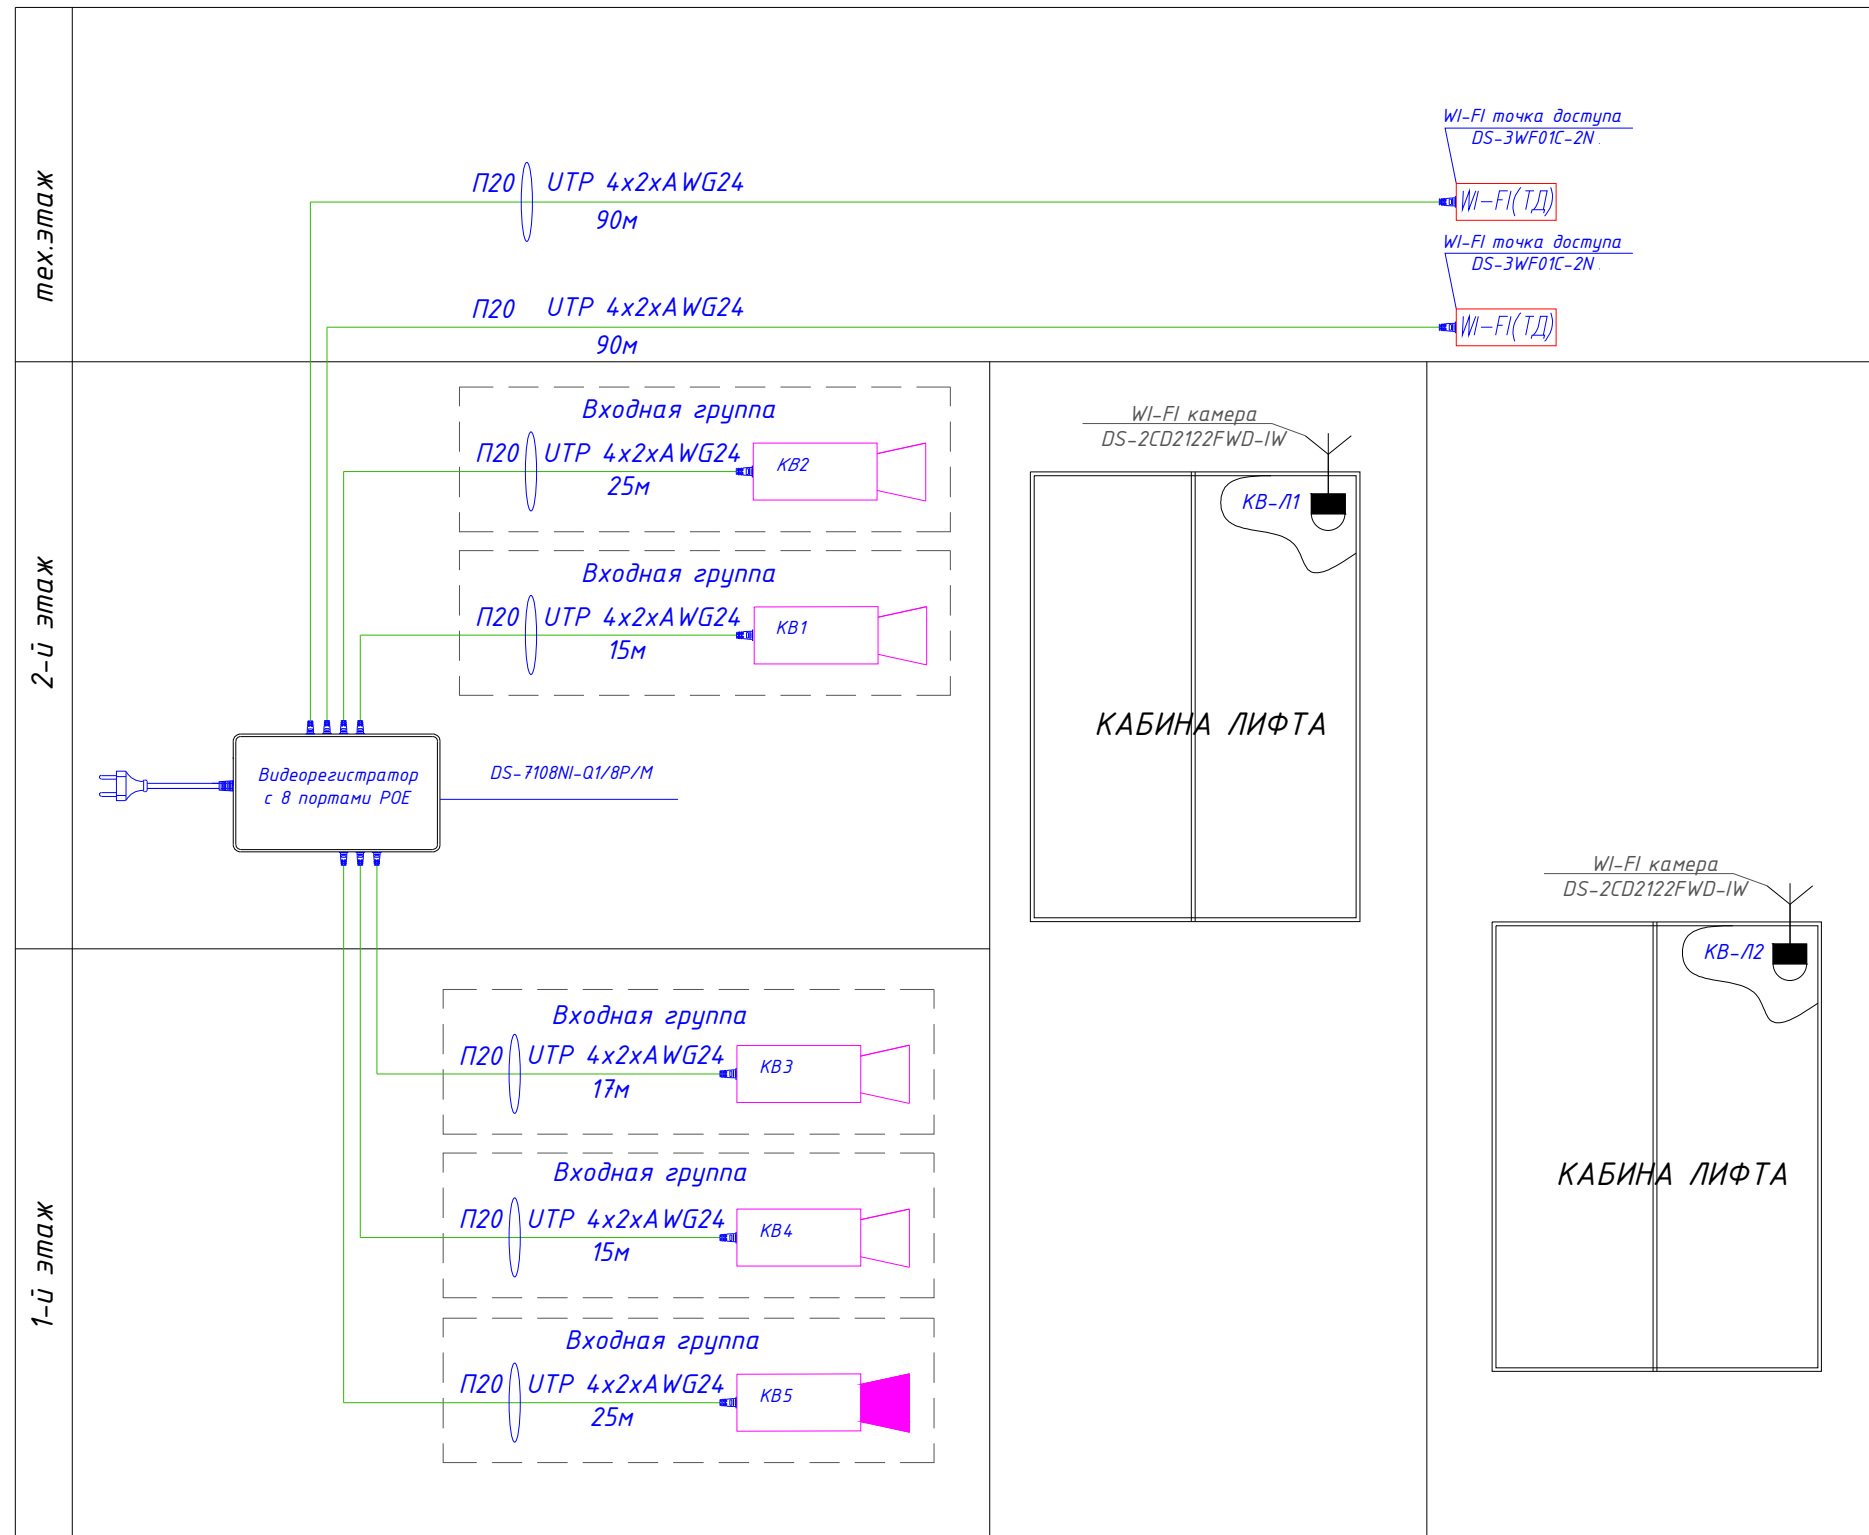 тех.этаж
WI-FI точка доступа
DS-3WF01C-2N
П20 UTP 4x2xAWG24
90м
WI-FI(ТД)
WI-FI точка доступа
DS-3WF01C-2N
П20 UTP 4x2xAWG24
90м
WI-FI(ТД)
2-й этаж
Входная группа
П20 UTP 4x2xAWG24
25м
КВ2
Входная группа
П20 UTP 4x2xAWG24
15м
КВ1
Видеорегистратор
с 8 портами POE
DS-7108NI-Q1/8P/M
WI-FI камера
DS-2CD2122FWD-IW
КВ-Л1
КАБИНА ЛИФТА
WI-FI камера
DS-2CD2122FWD-IW
КВ-Л2
КАБИНА ЛИФТА
1-й этаж
Входная группа
П20 UTP 4x2xAWG24
17м
КВ3
Входная группа
П20 UTP 4x2xAWG24
15м
КВ4
Входная группа
П20 UTP 4x2xAWG24
25м
КВ5